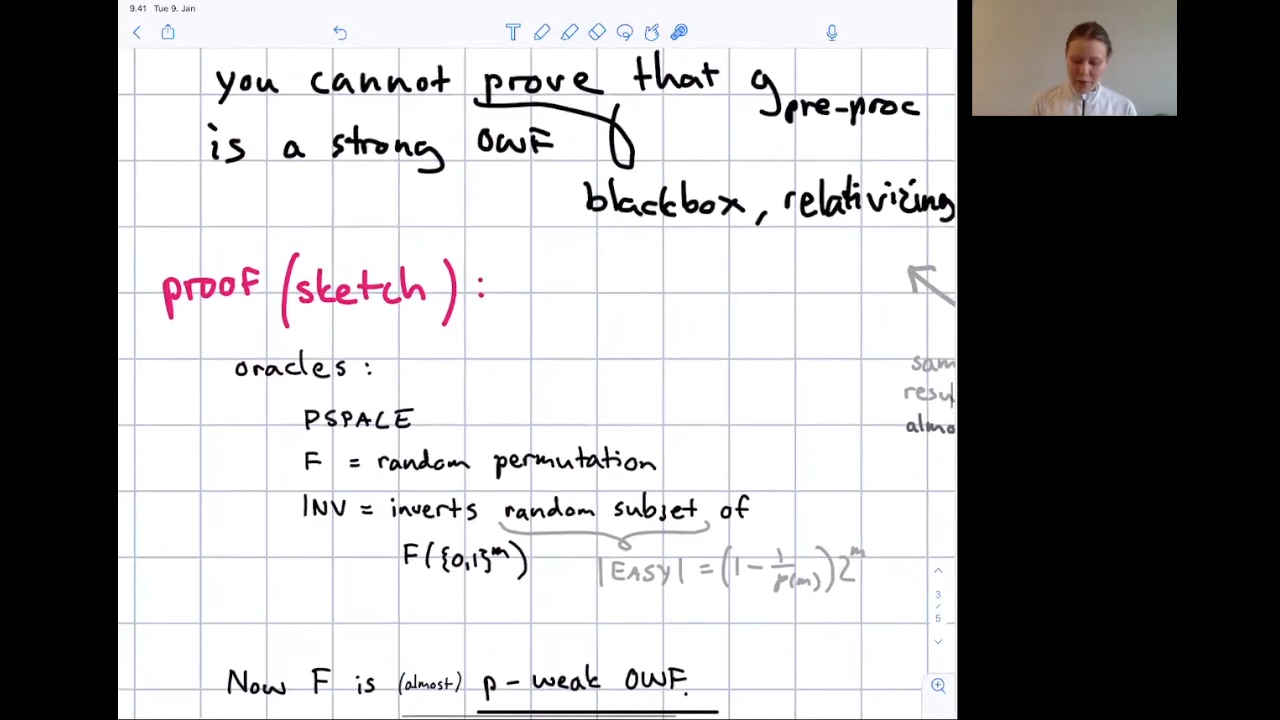 9.41 Tue 9. Jan
you cannot prove that g pre-proc
is a strong OWF
blackbox, relativizing
proof (sketch) :
oracles :
PSPACE
F = random permutation
INV = inverts random subset of
F({0,1}^m) |EASY| = (1 - 1/p(m)) 2^m
Now F is (almost) p-weak OWF.
3
/
5